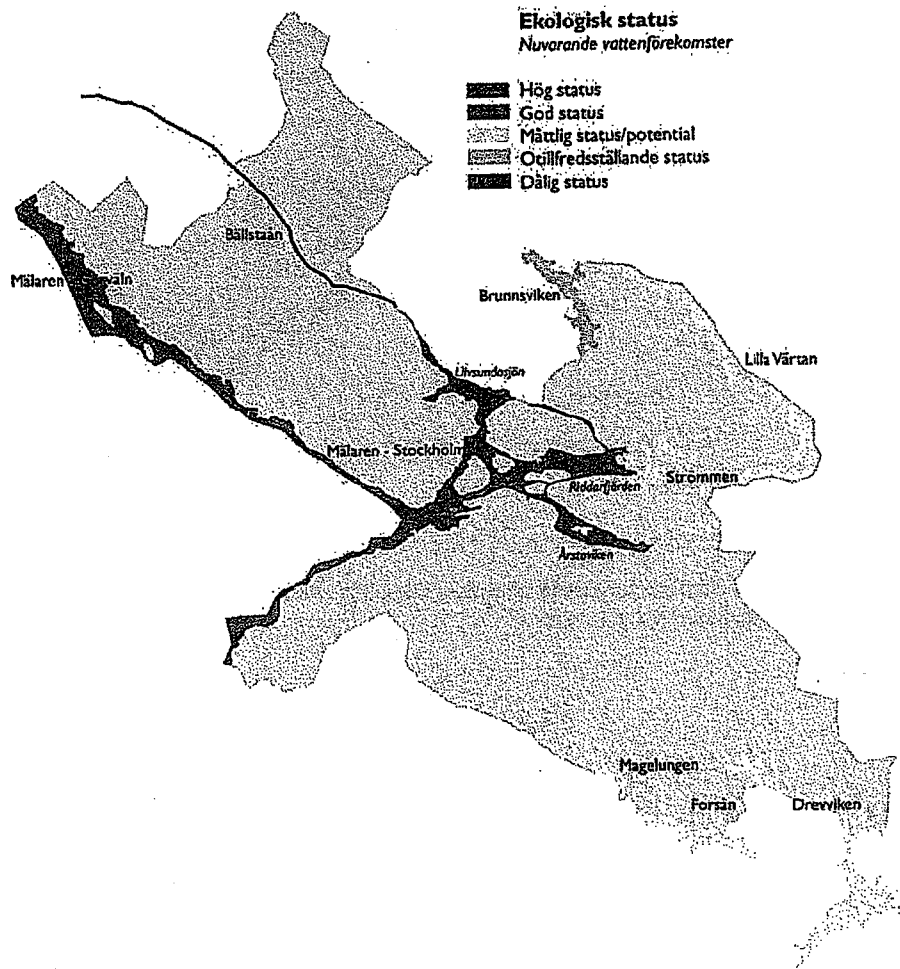 Ekologisk status
Nuvarande vattenförekomster
Hög status
God status
Måttlig status/potential
Otillfredsställande status
Dålig status
Bällstaån
Mälaren
Brunnsviken
Lilla Värtan
Ulvsundasjön
Mälaren - Stockholm
Riddarfjärden
Strömmen
Årstaviken
Magelungen
Forsån
Drevviken